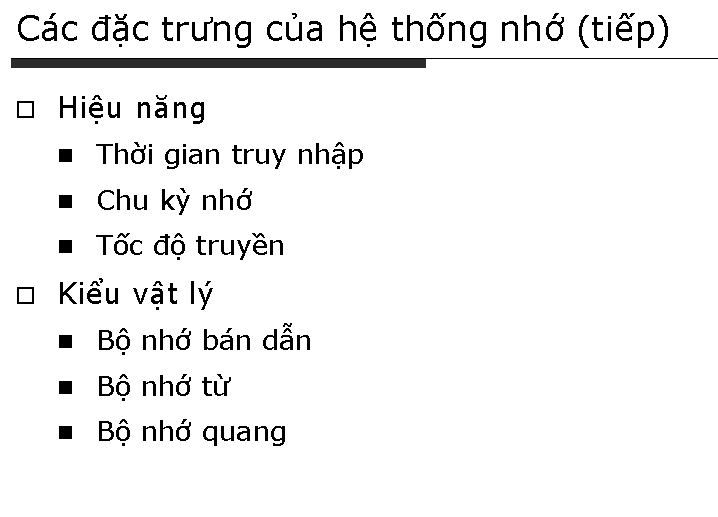 Các đặc trưng của hệ thống nhớ (tiếp)
Hiệu năng
Thời gian truy nhập
Chu kỳ nhớ
Tốc độ truyền
Kiểu vật lý
Bộ nhớ bán dẫn
Bộ nhớ từ
Bộ nhớ quang